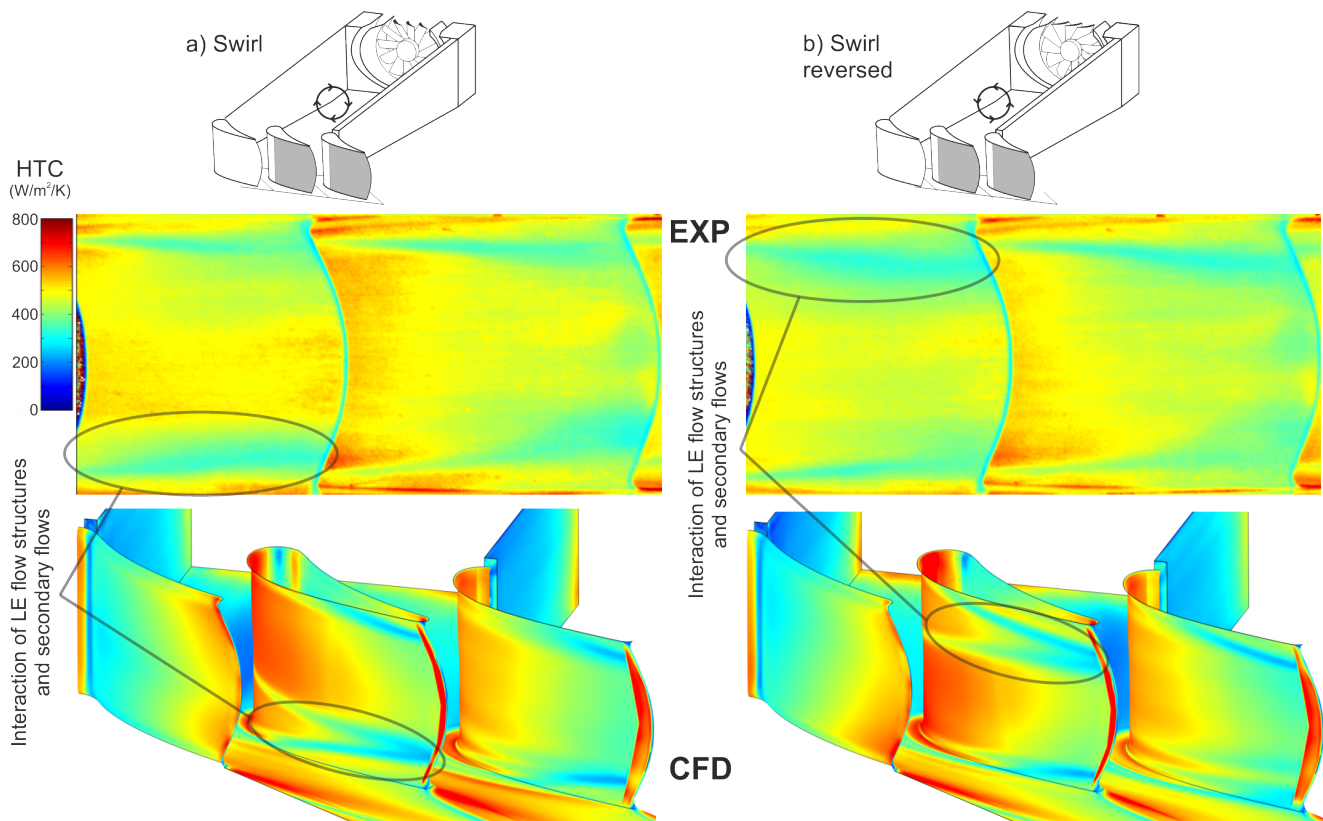 a) Swirl
b) Swirl
reversed
HTC
(W/m²/K)
800
600
400
200
0
EXP
Interaction of LE flow structures
and secondary flows
Interaction of LE flow structures
and secondary flows
CFD